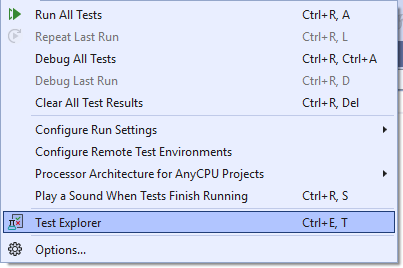 Run All Tests Ctrl+R, A
Repeat Last Run Ctrl+R, L
Debug All Tests Ctrl+R, Ctrl+A
Debug Last Run Ctrl+R, D
Clear All Test Results Ctrl+R, Del
Configure Run Settings
Configure Remote Test Environments
Processor Architecture for AnyCPU Projects
Play a Sound When Tests Finish Running Ctrl+R, S
Test Explorer Ctrl+E, T
Options...